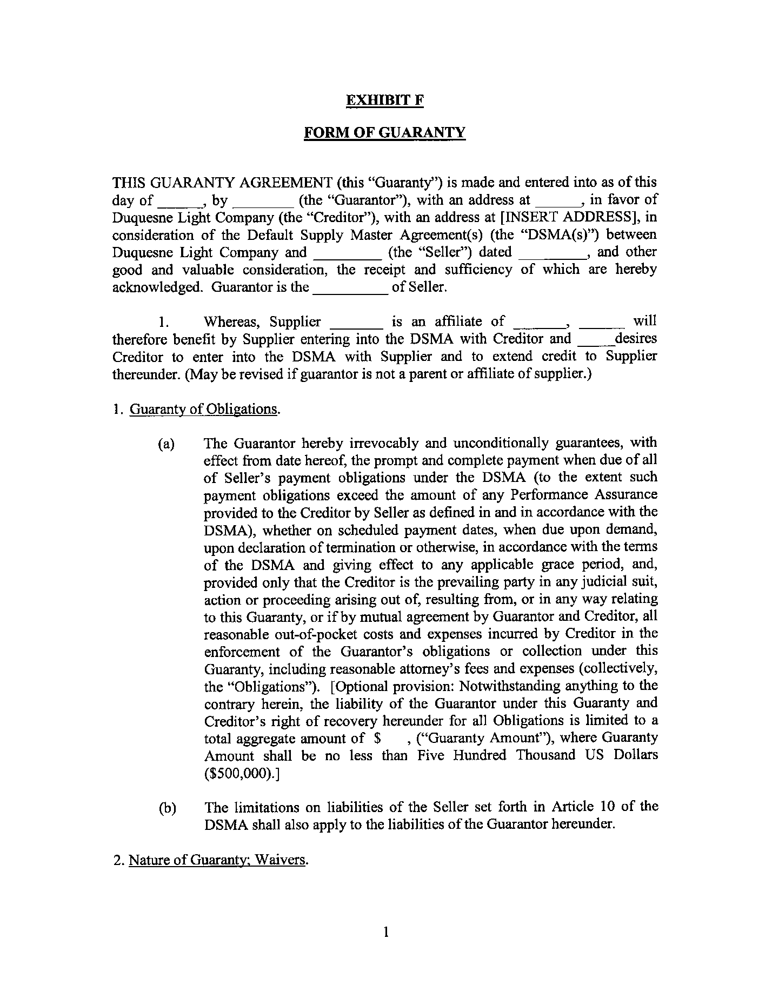 EXHIBIT F
FORM OF GUARANTY
THIS GUARANTY AGREEMENT (this “Guaranty”) is made and entered into as of this
day of ______, by ________ (the “Guarantor”), with an address at ______, in favor of
Duquesne Light Company (the “Creditor”), with an address at [INSERT ADDRESS], in
consideration of the Default Supply Master Agreement(s) (the “DSMA(s)”) between
Duquesne Light Company and _________ (the “Seller”) dated _________, and other
good and valuable consideration, the receipt and sufficiency of which are hereby
acknowledged. Guarantor is the __________ of Seller.
1. Whereas, Supplier _______ is an affiliate of _______, ______ will
therefore benefit by Supplier entering into the DSMA with Creditor and _____desires
Creditor to enter into the DSMA with Supplier and to extend credit to Supplier
thereunder. (May be revised if guarantor is not a parent or affiliate of supplier.)
1. Guaranty of Obligations.
(a) The Guarantor hereby irrevocably and unconditionally guarantees, with
effect from date hereof, the prompt and complete payment when due of all
of Seller’s payment obligations under the DSMA (to the extent such
payment obligations exceed the amount of any Performance Assurance
provided to the Creditor by Seller as defined in and in accordance with the
DSMA), whether on scheduled payment dates, when due upon demand,
upon declaration of termination or otherwise, in accordance with the terms
of the DSMA and giving effect to any applicable grace period, and,
provided only that the Creditor is the prevailing party in any judicial suit,
action or proceeding arising out of, resulting from, or in any way relating
to this Guaranty, or if by mutual agreement by Guarantor and Creditor, all
reasonable out-of-pocket costs and expenses incurred by Creditor in the
enforcement of the Guarantor’s obligations or collection under this
Guaranty, including reasonable attorney’s fees and expenses (collectively,
the “Obligations”). [Optional provision: Notwithstanding anything to the
contrary herein, the liability of the Guarantor under this Guaranty and
Creditor’s right of recovery hereunder for all Obligations is limited to a
total aggregate amount of $ , (“Guaranty Amount”), where Guaranty
Amount shall be no less than Five Hundred Thousand US Dollars
($500,000).]
(b) The limitations on liabilities of the Seller set forth in Article 10 of the
DSMA shall also apply to the liabilities of the Guarantor hereunder.
2. Nature of Guaranty; Waivers.
1